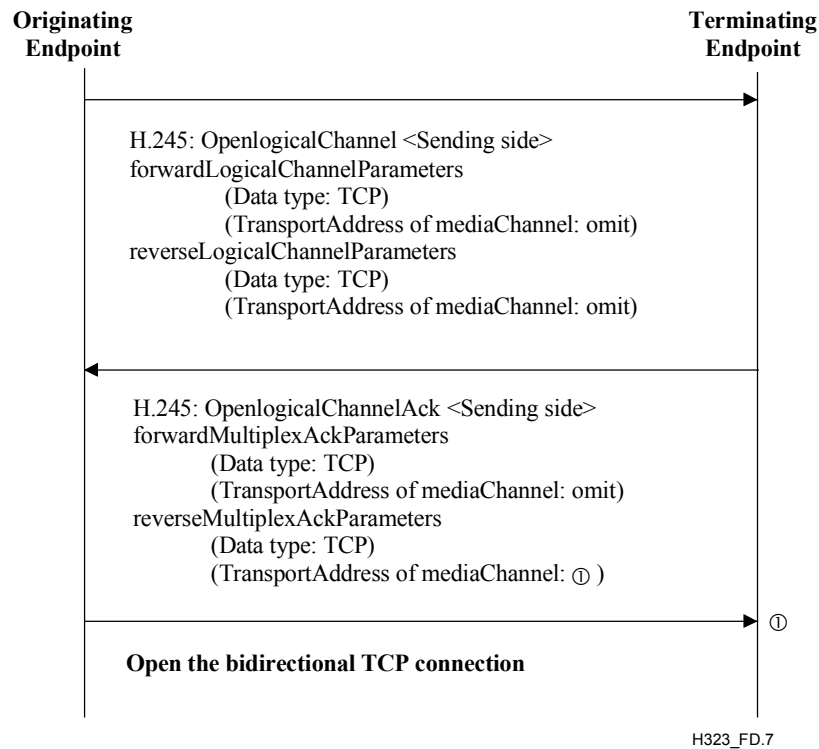 Originating
Endpoint
Terminating
Endpoint
H.245: OpenlogicalChannel <Sending side>
forwardLogicalChannelParameters
(Data type: TCP)
(TransportAddress of mediaChannel: omit)
reverseLogicalChannelParameters
(Data type: TCP)
(TransportAddress of mediaChannel: omit)
H.245: OpenlogicalChannelAck <Sending side>
forwardMultiplexAckParameters
(Data type: TCP)
(TransportAddress of mediaChannel: omit)
reverseMultiplexAckParameters
(Data type: TCP)
(TransportAddress of mediaChannel: ① )
①
Open the bidirectional TCP connection
H323_FD.7